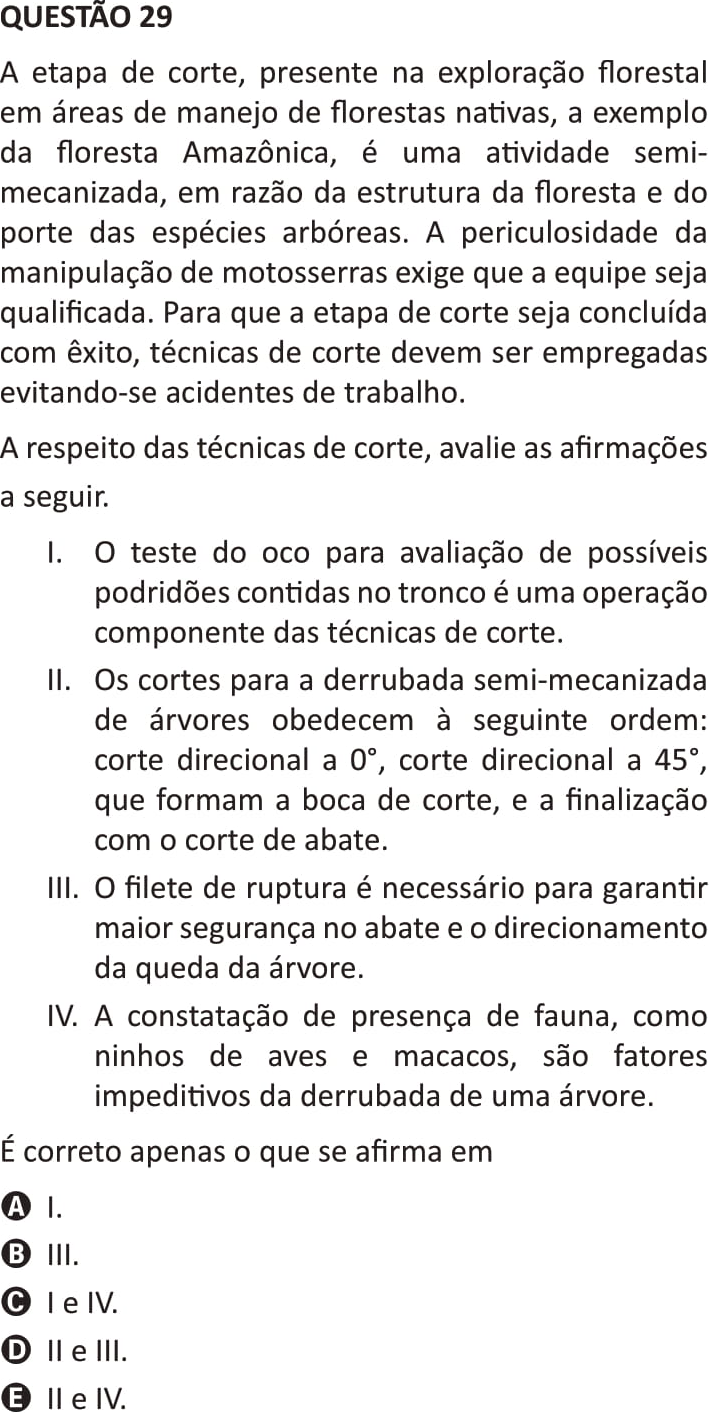 QUESTÃO 29
A etapa de corte, presente na exploração florestal
em áreas de manejo de florestas nativas, a exemplo
da floresta Amazônica, é uma atividade semi-
mecanizada, em razão da estrutura da floresta e do
porte das espécies arbóreas. A periculosidade da
manipulação de motosserras exige que a equipe seja
qualificada. Para que a etapa de corte seja concluída
com êxito, técnicas de corte devem ser empregadas
evitando-se acidentes de trabalho.
A respeito das técnicas de corte, avalie as afirmações
a seguir.
I. O teste do oco para avaliação de possíveis
podridões contidas no tronco é uma operação
componente das técnicas de corte.
II. Os cortes para a derrubada semi-mecanizada
de árvores obedecem à seguinte ordem:
corte direcional a 0°, corte direcional a 45°,
que formam a boca de corte, e a finalização
com o corte de abate.
III. O filete de ruptura é necessário para garantir
maior segurança no abate e o direcionamento
da queda da árvore.
IV. A constatação de presença de fauna, como
ninhos de aves e macacos, são fatores
impeditivos da derrubada de uma árvore.
É correto apenas o que se afirma em
A I.
B III.
C I e IV.
D II e III.
E II e IV.